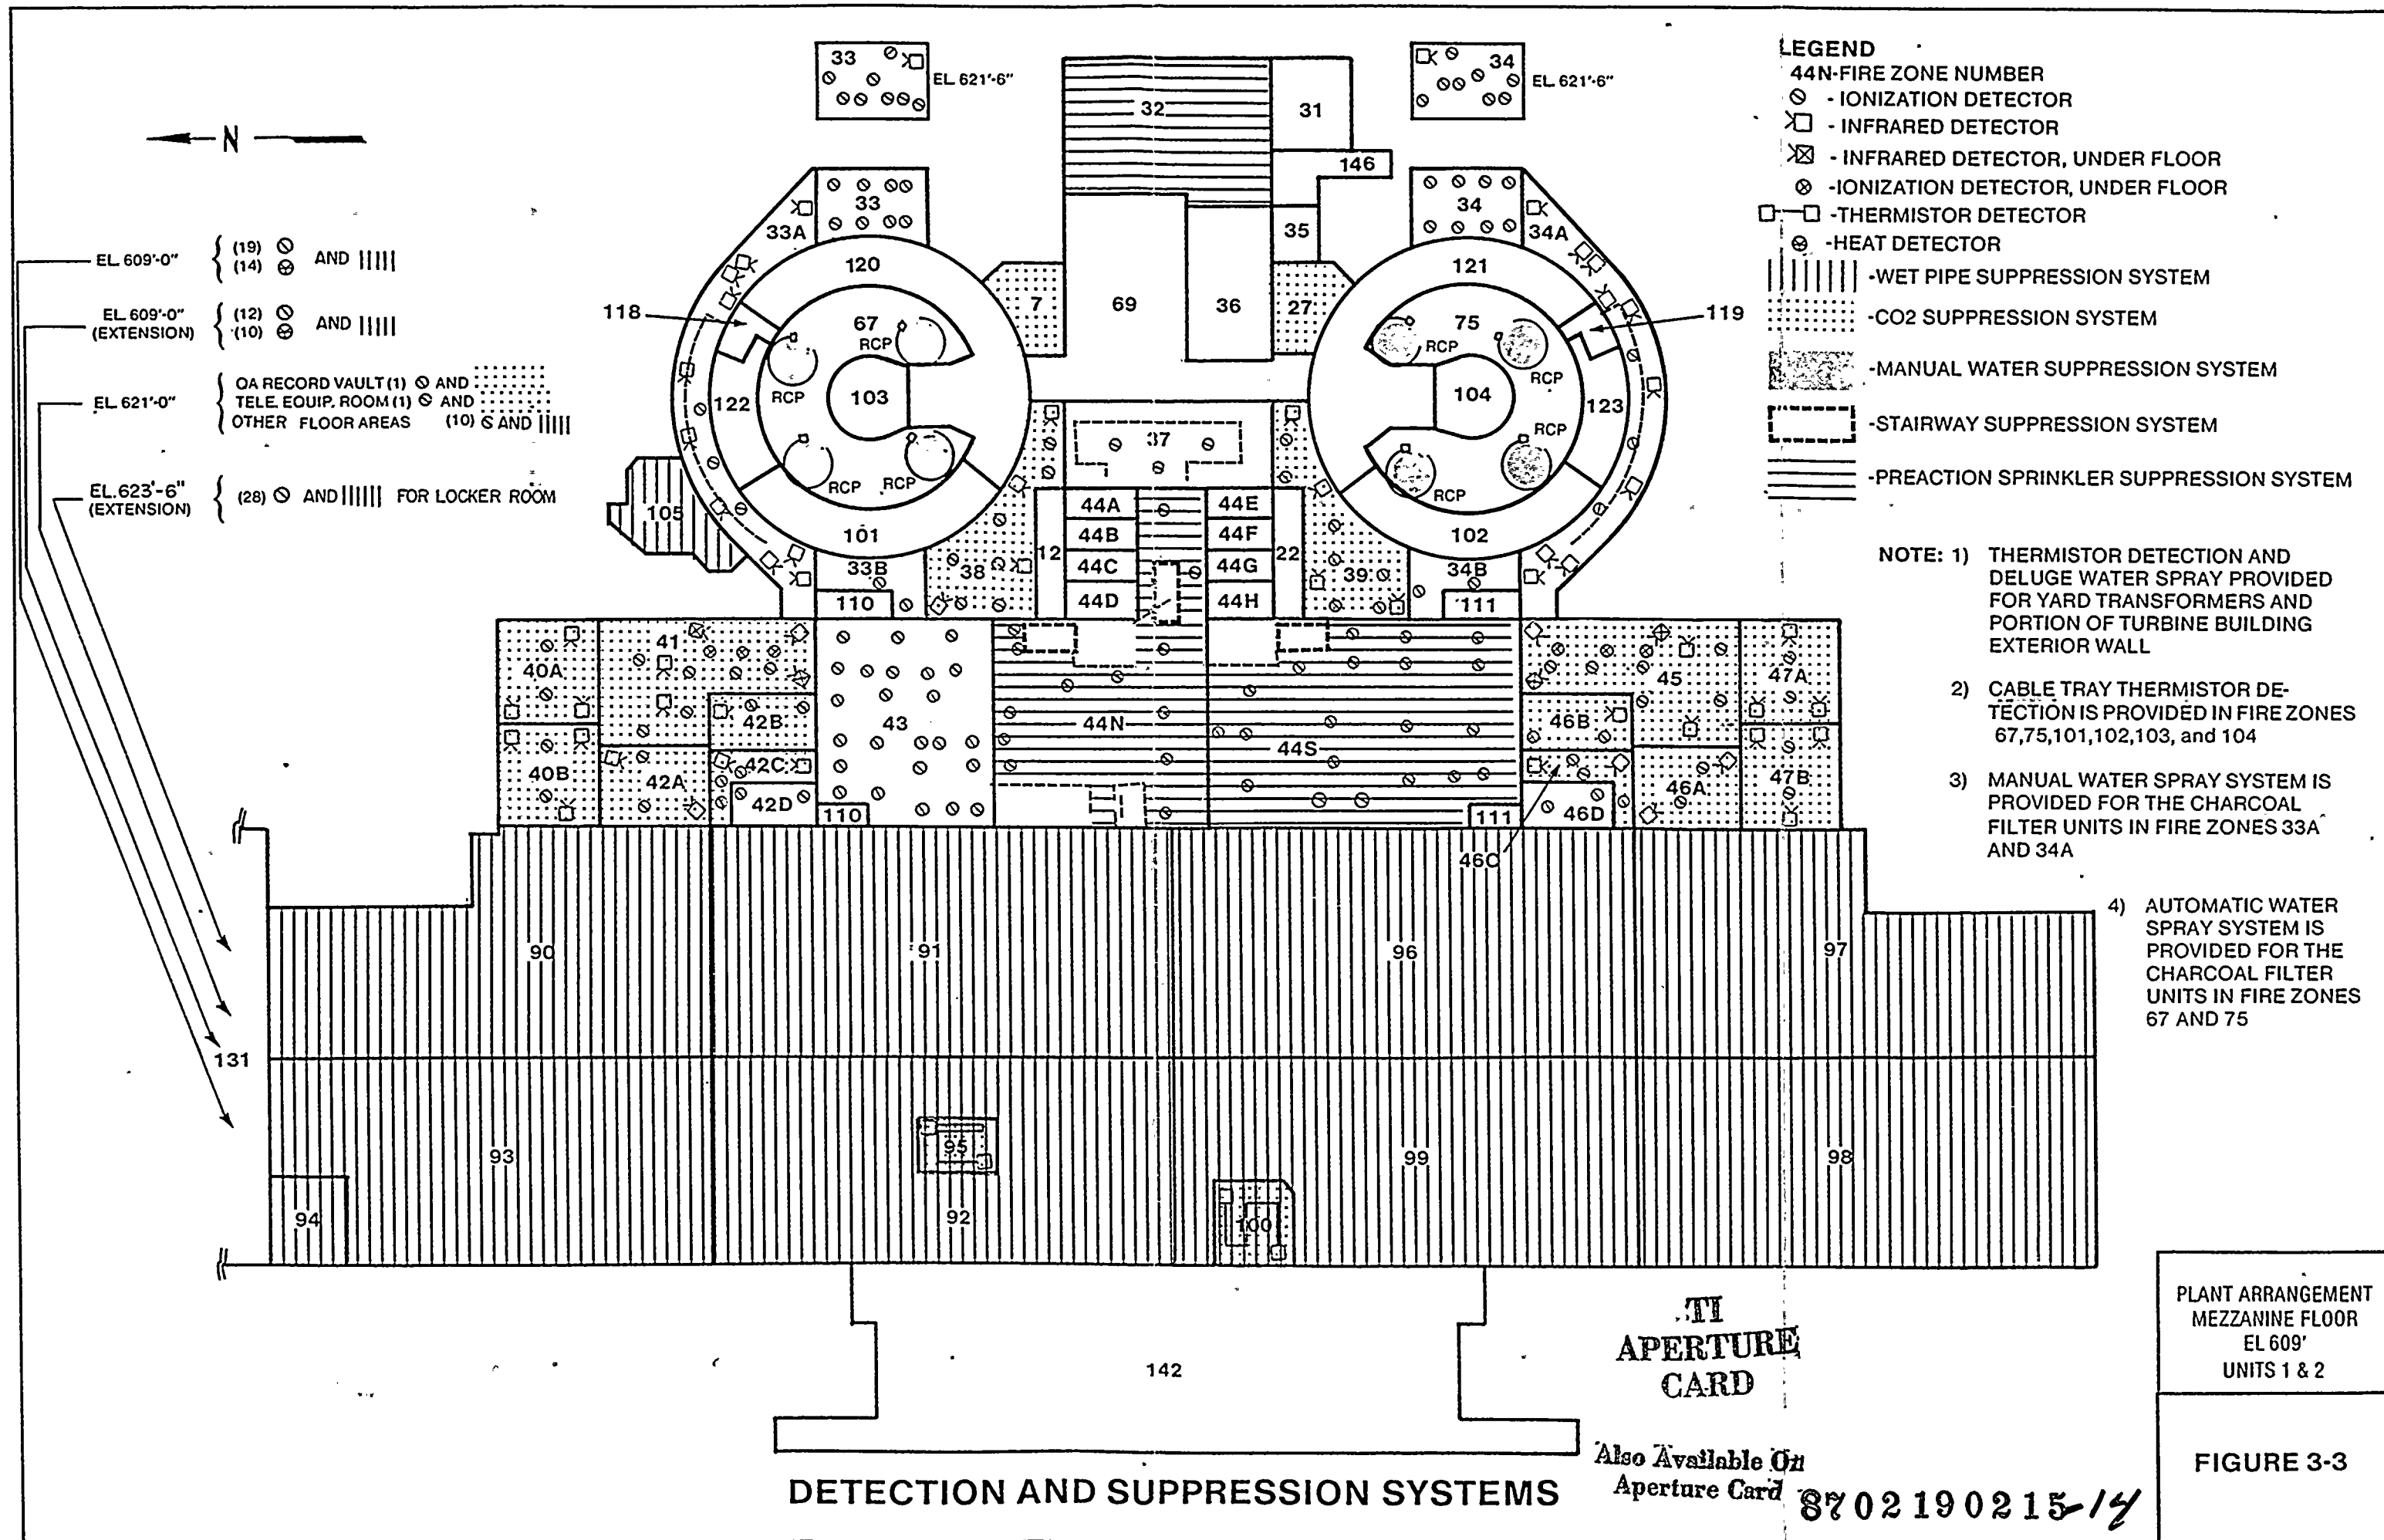 33
EL 621'-6"
34
EL 621'-6"
32
31
146
N
33
33A
34
34A
35
120
121
7
69
36
27
118
119
67
75
RCP
RCP
RCP
RCP
RCP
RCP
RCP
RCP
103
104
122
123
37
105
101
102
44A
44E
44B
44F
44C
44G
44D
44H
12
22
33B
38
39
34B
110
111
41
40A
42B
43
44N
44S
46B
45
47A
40B
42A
42C
42D
110
111
46D
46A
47B
46C
90
91
96
97
131
93
95
99
98
94
92
100
142
EL 609'-0"
(19)
(14)
AND
EL 609'-0"
(EXTENSION)
(12)
(10)
AND
EL 621'-0"
QA RECORD VAULT (1) AND
TELE. EQUIP. ROOM (1) AND
OTHER FLOOR AREAS (10) AND
EL. 623'-6"
(EXTENSION)
(28) AND FOR LOCKER ROOM
LEGEND
44N-FIRE ZONE NUMBER
- IONIZATION DETECTOR
- INFRARED DETECTOR
- INFRARED DETECTOR, UNDER FLOOR
-IONIZATION DETECTOR, UNDER FLOOR
-THERMISTOR DETECTOR
-HEAT DETECTOR
-WET PIPE SUPPRESSION SYSTEM
-CO2 SUPPRESSION SYSTEM
-MANUAL WATER SUPPRESSION SYSTEM
-STAIRWAY SUPPRESSION SYSTEM
-PREACTION SPRINKLER SUPPRESSION SYSTEM
NOTE: 1) THERMISTOR DETECTION AND
DELUGE WATER SPRAY PROVIDED
FOR YARD TRANSFORMERS AND
PORTION OF TURBINE BUILDING
EXTERIOR WALL
2) CABLE TRAY THERMISTOR DE-
TECTION IS PROVIDED IN FIRE ZONES
67,75,101,102,103, and 104
3) MANUAL WATER SPRAY SYSTEM IS
PROVIDED FOR THE CHARCOAL
FILTER UNITS IN FIRE ZONES 33A
AND 34A
4) AUTOMATIC WATER
SPRAY SYSTEM IS
PROVIDED FOR THE
CHARCOAL FILTER
UNITS IN FIRE ZONES
67 AND 75
TI
APERTURE
CARD
Also Available On
Aperture Card
8702190215-14
PLANT ARRANGEMENT
MEZZANINE FLOOR
EL 609'
UNITS 1 & 2
FIGURE 3-3
DETECTION AND SUPPRESSION SYSTEMS